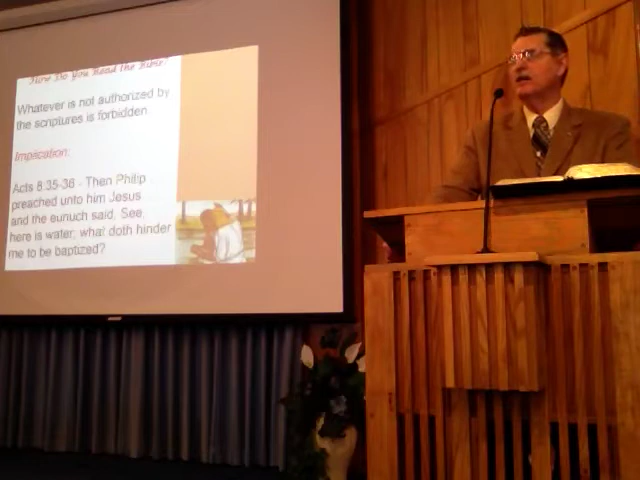 How Do You Read the Bible?
Whatever is not authorized by
the scriptures is forbidden
Implication:
Acts 8:35-36 - Then Philip
preached unto him Jesus
and the eunuch said, See,
here is water; what doth hinder
me to be baptized?